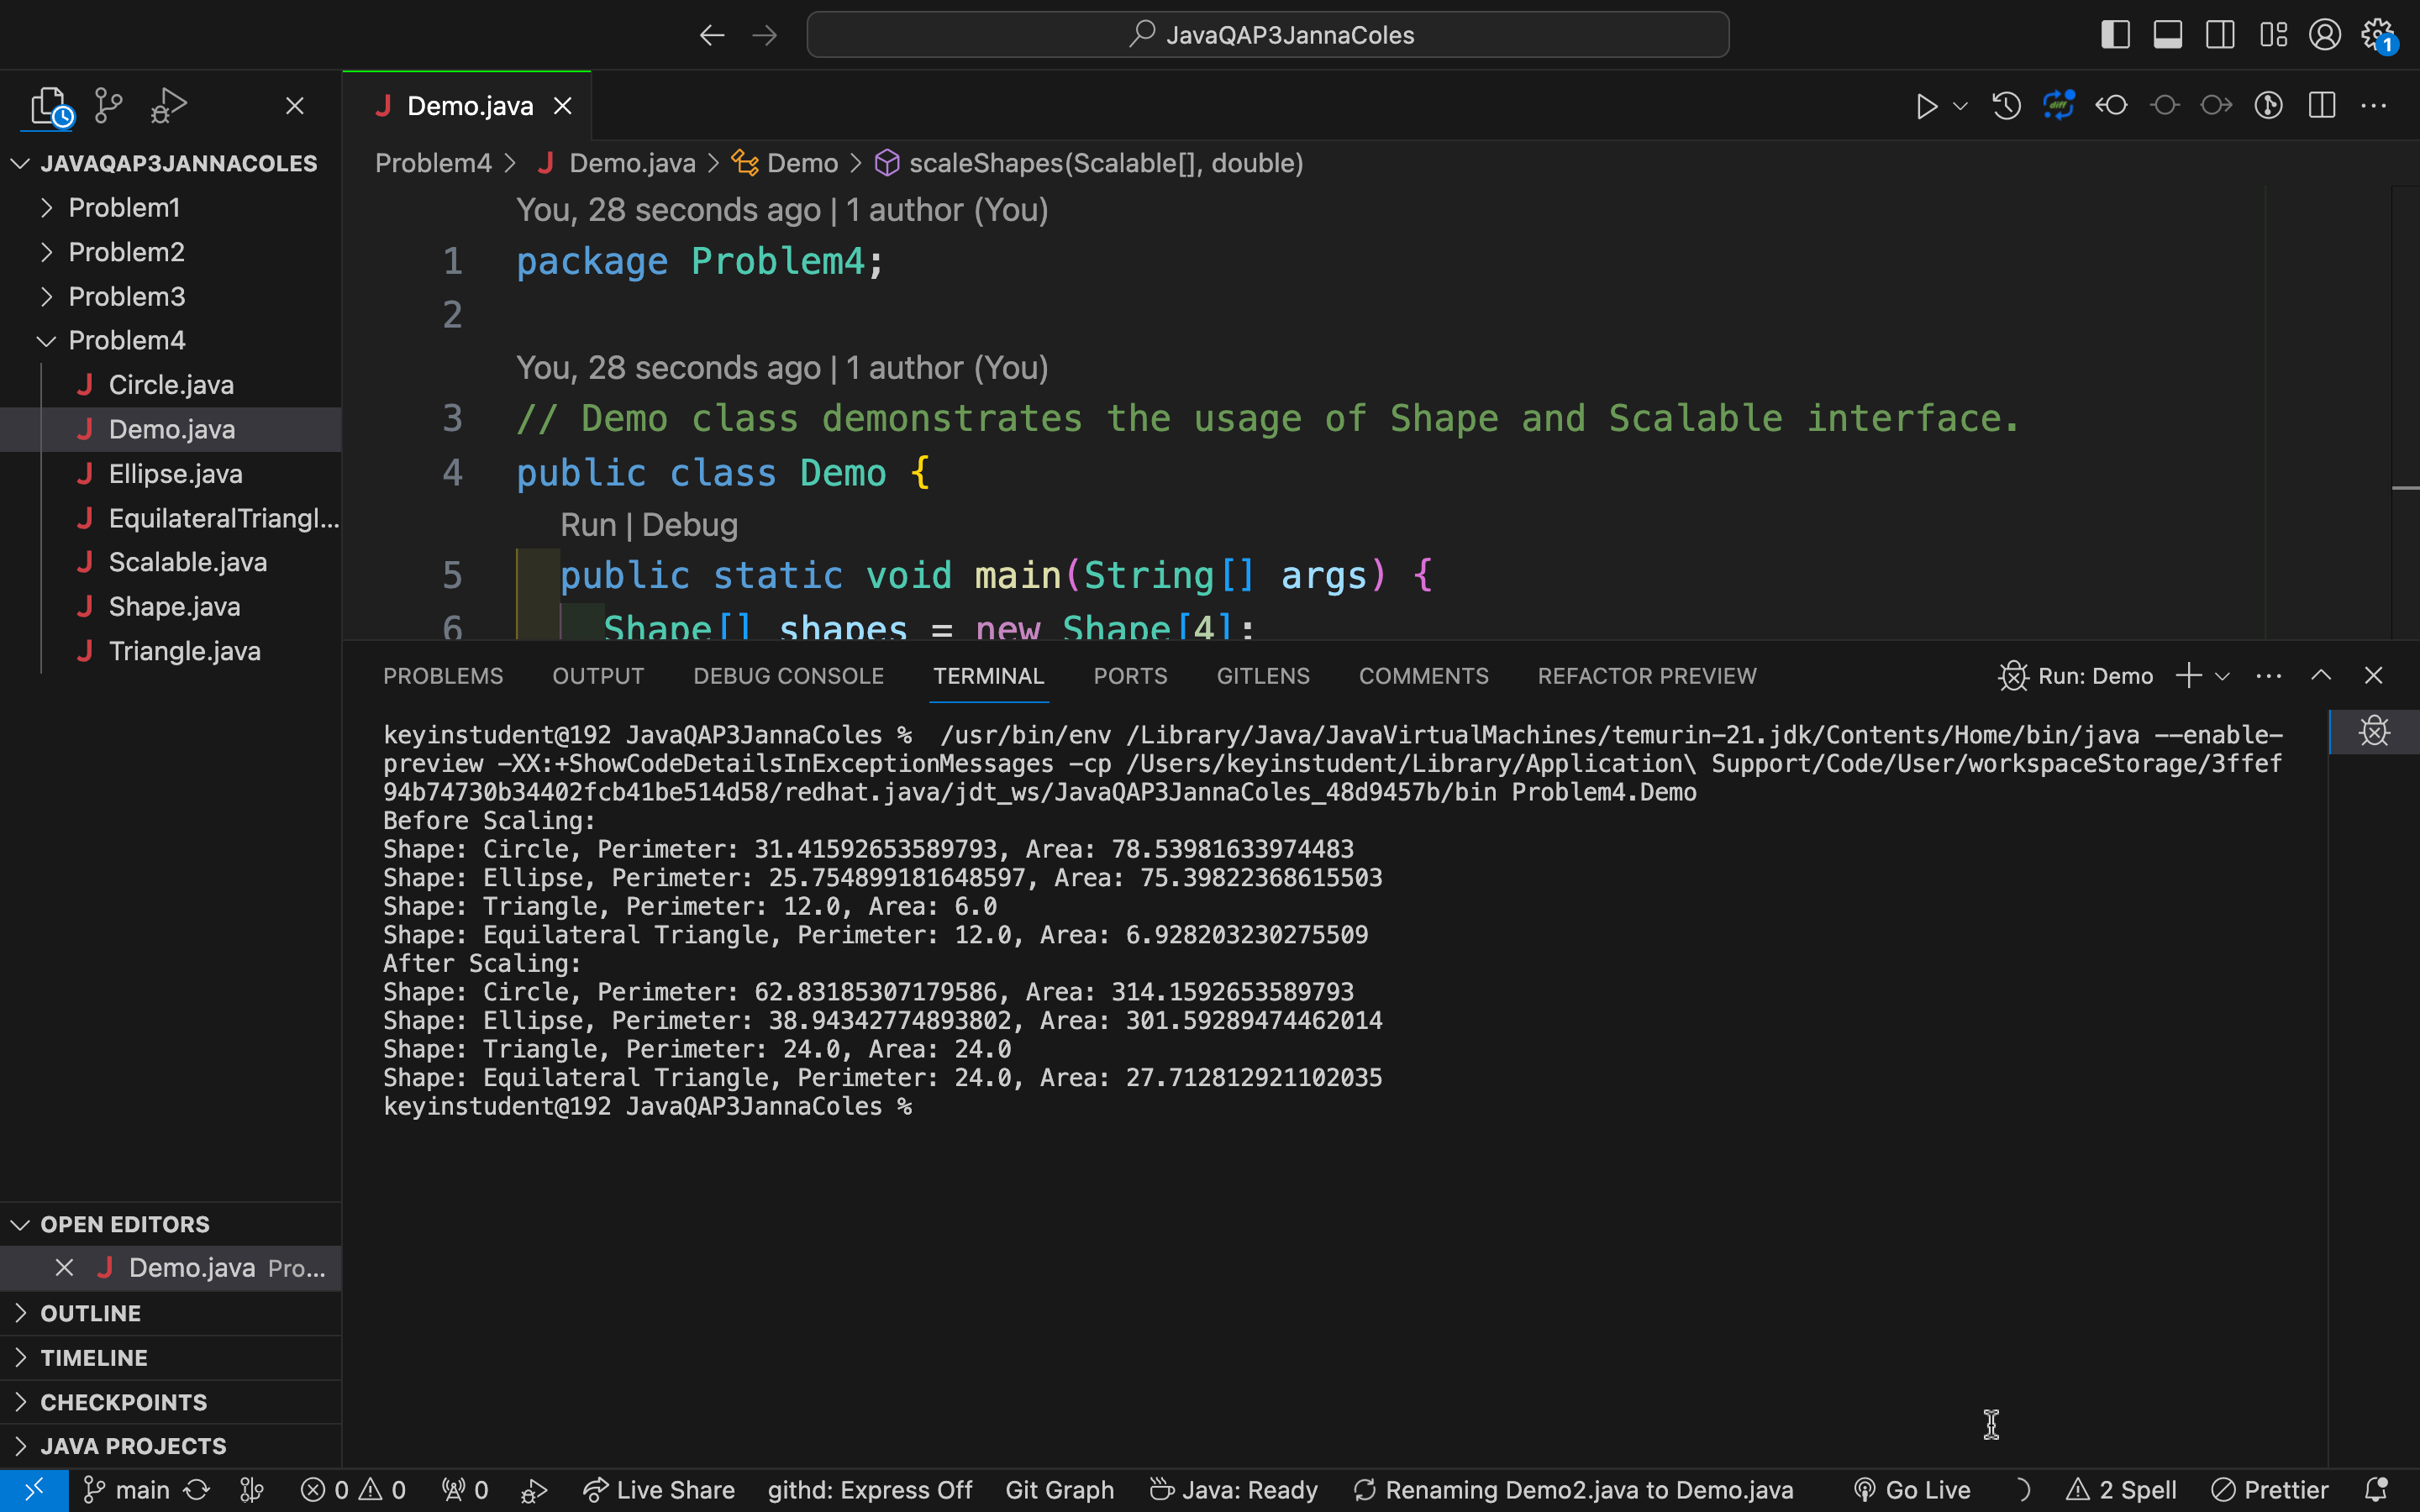 JavaQAP3JannaColes
1
Demo.java
JAVAQAP3JANNACOLES
Problem1
Problem2
Problem3
Problem4
Circle.java
Demo.java
Ellipse.java
EquilateralTriangl...
Scalable.java
Shape.java
Triangle.java
Problem4 > Demo.java > Demo > scaleShapes(Scalable[], double)
You, 28 seconds ago | 1 author (You)
1 package Problem4;
2
You, 28 seconds ago | 1 author (You)
3 // Demo class demonstrates the usage of Shape and Scalable interface.
4 public class Demo {
Run | Debug
5 public static void main(String[] args) {
6 Shape[] shapes = new Shape[4];
PROBLEMS OUTPUT DEBUG CONSOLE TERMINAL PORTS GITLENS COMMENTS REFACTOR PREVIEW Run: Demo
keyinstudent@192 JavaQAP3JannaColes % /usr/bin/env /Library/Java/JavaVirtualMachines/temurin-21.jdk/Contents/Home/bin/java --enable-
preview -XX:+ShowCodeDetailsInExceptionMessages -cp /Users/keyinstudent/Library/Application\ Support/Code/User/workspaceStorage/3ffef
94b74730b34402fcb41be514d58/redhat.java/jdt_ws/JavaQAP3JannaColes_48d9457b/bin Problem4.Demo
Before Scaling:
Shape: Circle, Perimeter: 31.41592653589793, Area: 78.53981633974483
Shape: Ellipse, Perimeter: 25.754899181648597, Area: 75.39822368615503
Shape: Triangle, Perimeter: 12.0, Area: 6.0
Shape: Equilateral Triangle, Perimeter: 12.0, Area: 6.928203230275509
After Scaling:
Shape: Circle, Perimeter: 62.83185307179586, Area: 314.1592653589793
Shape: Ellipse, Perimeter: 38.94342774893802, Area: 301.59289474462014
Shape: Triangle, Perimeter: 24.0, Area: 24.0
Shape: Equilateral Triangle, Perimeter: 24.0, Area: 27.712812921102035
keyinstudent@192 JavaQAP3JannaColes %
OPEN EDITORS
Demo.java Pro...
OUTLINE
TIMELINE
CHECKPOINTS
JAVA PROJECTS
main 0 0 0 Live Share githd: Express Off Git Graph Java: Ready Renaming Demo2.java to Demo.java Go Live 2 Spell Prettier